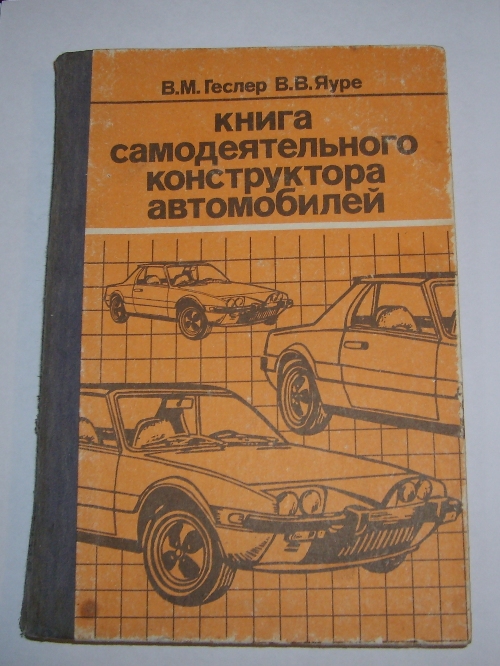 В.М. Геслер В.В. Яуре
книга
самодеятельного
конструктора
автомобилей